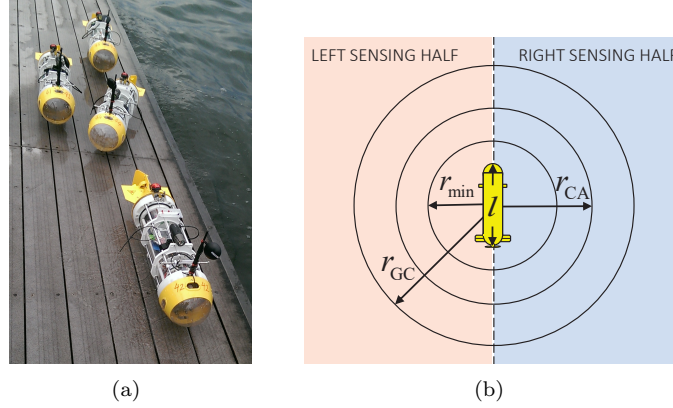 LEFT SENSING HALF
RIGHT SENSING HALF
r_min
l
r_CA
r_GC
(a)
(b)